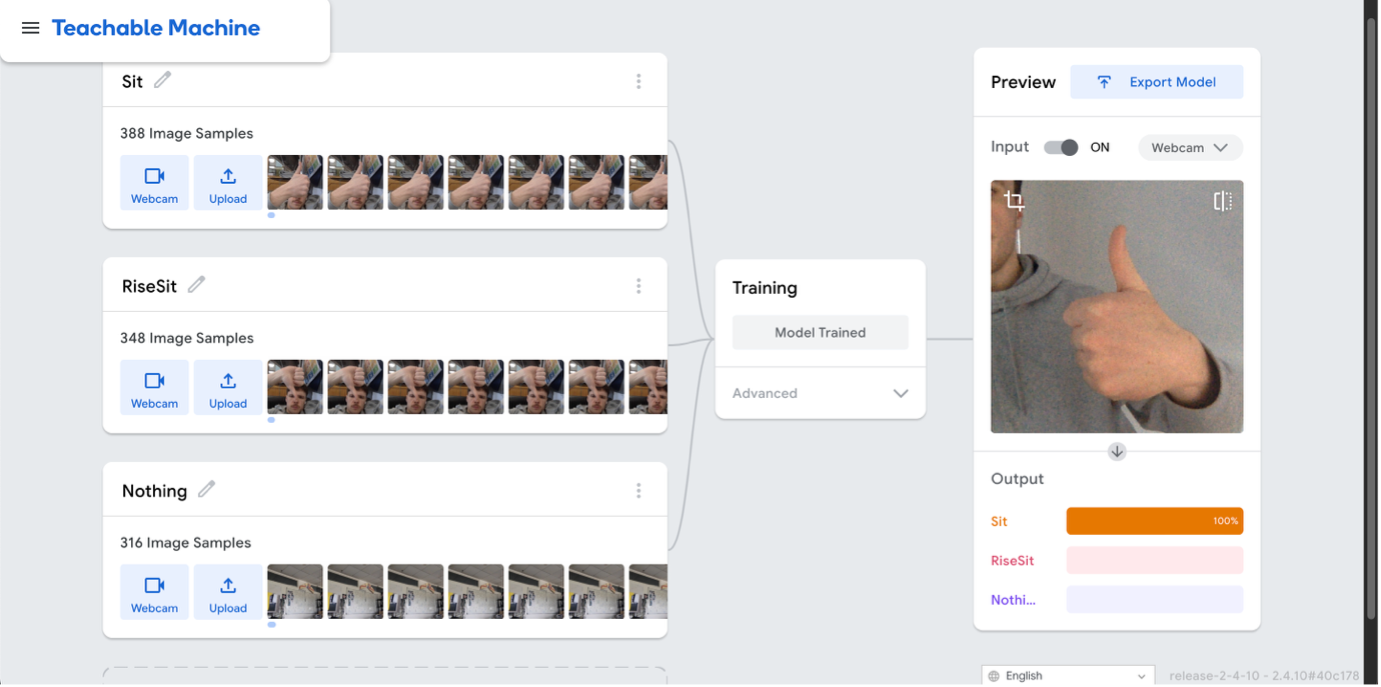 Teachable Machine
Sit
388 Image Samples
Webcam
Upload
RiseSit
348 Image Samples
Webcam
Upload
Nothing
316 Image Samples
Webcam
Upload
Training
Model Trained
Advanced
Preview
Export Model
Input
ON
Webcam
Output
Sit
100%
RiseSit
Nothi...
English
release-2-4-10 - 2.4.10#40c178